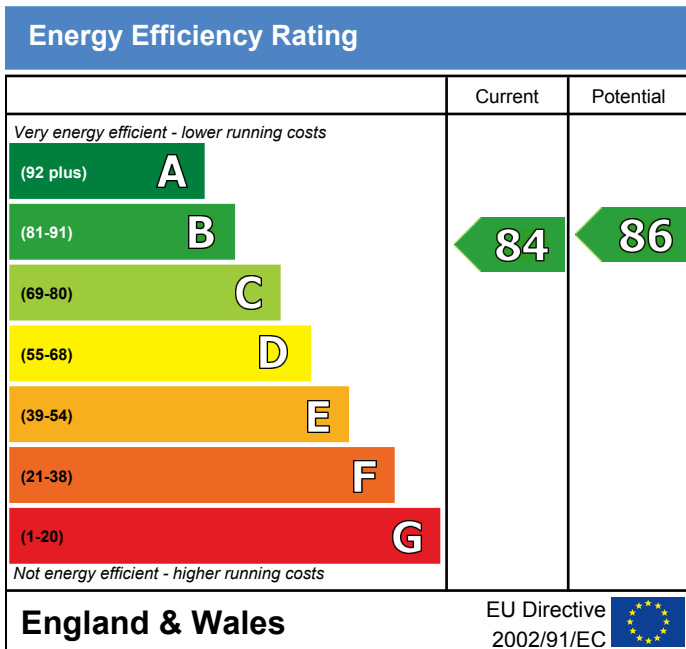 Energy Efficiency Rating
Current Potential
Very energy efficient - lower running costs
(92 plus) A
(81-91) B
84 86
(69-80) C
(55-68) D
(39-54) E
(21-38) F
(1-20) G
Not energy efficient - higher running costs
England & Wales
EU Directive
2002/91/EC